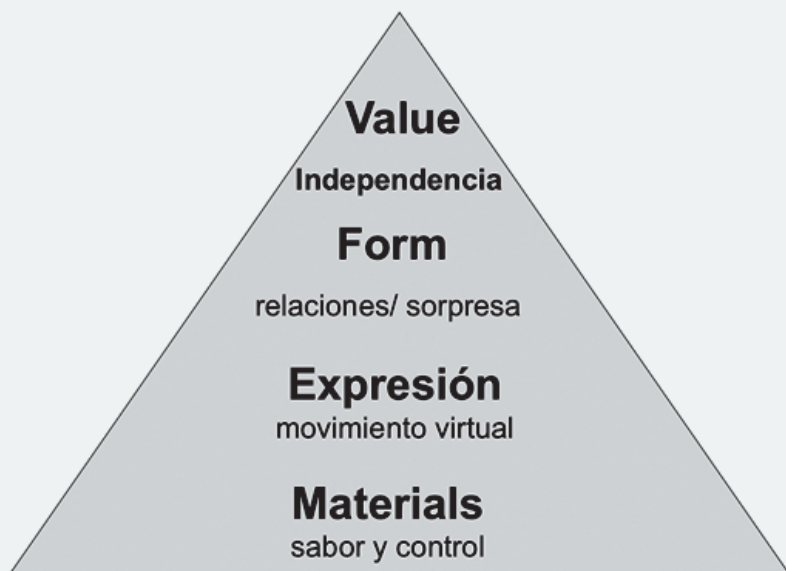 Value
Independencia
Form
relaciones/ sorpresa
Expresión
movimiento virtual
Materials
sabor y control